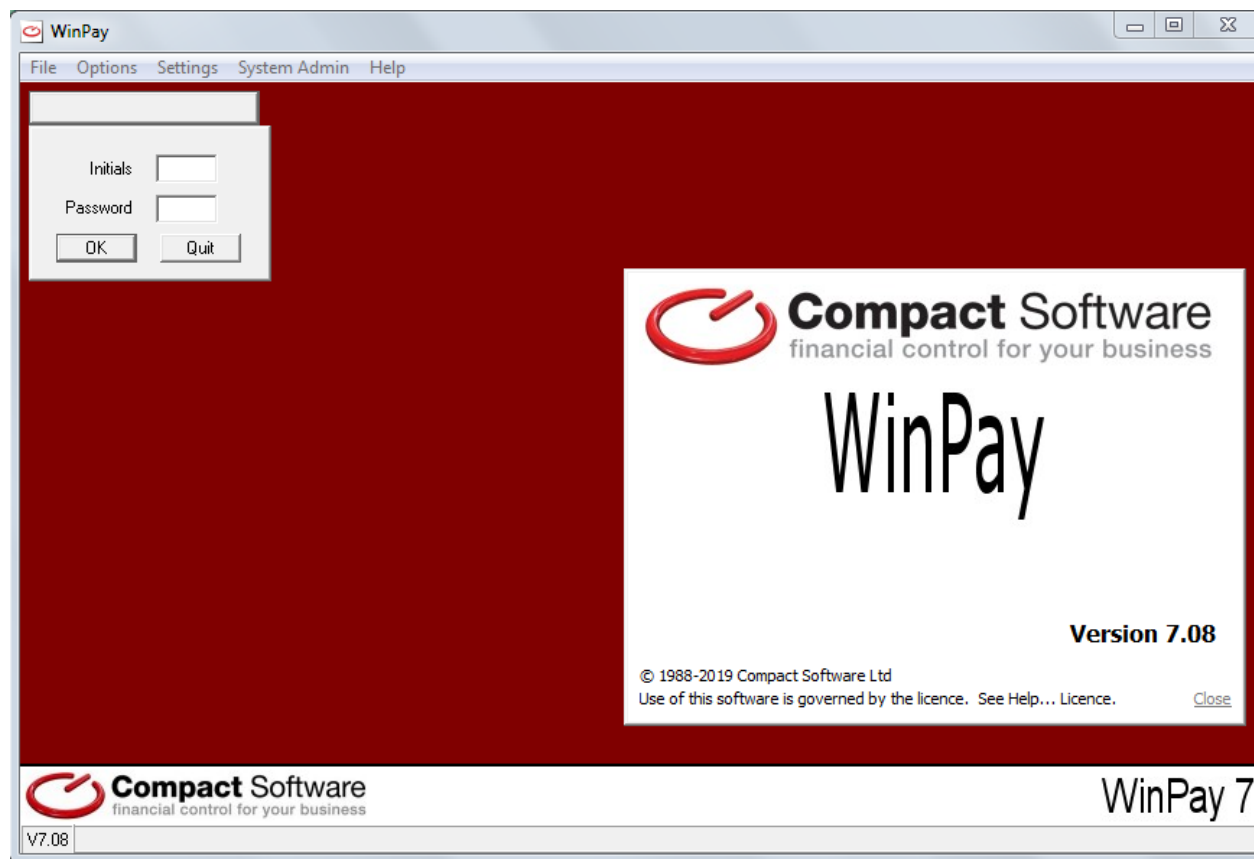 WinPay
File Options Settings System Admin Help
Initials
Password
OK Quit
Compact Software
financial control for your business
WinPay
Version 7.08
© 1988-2019 Compact Software Ltd
Use of this software is governed by the licence. See Help... Licence. Close
Compact Software
financial control for your business
WinPay 7
V7.08